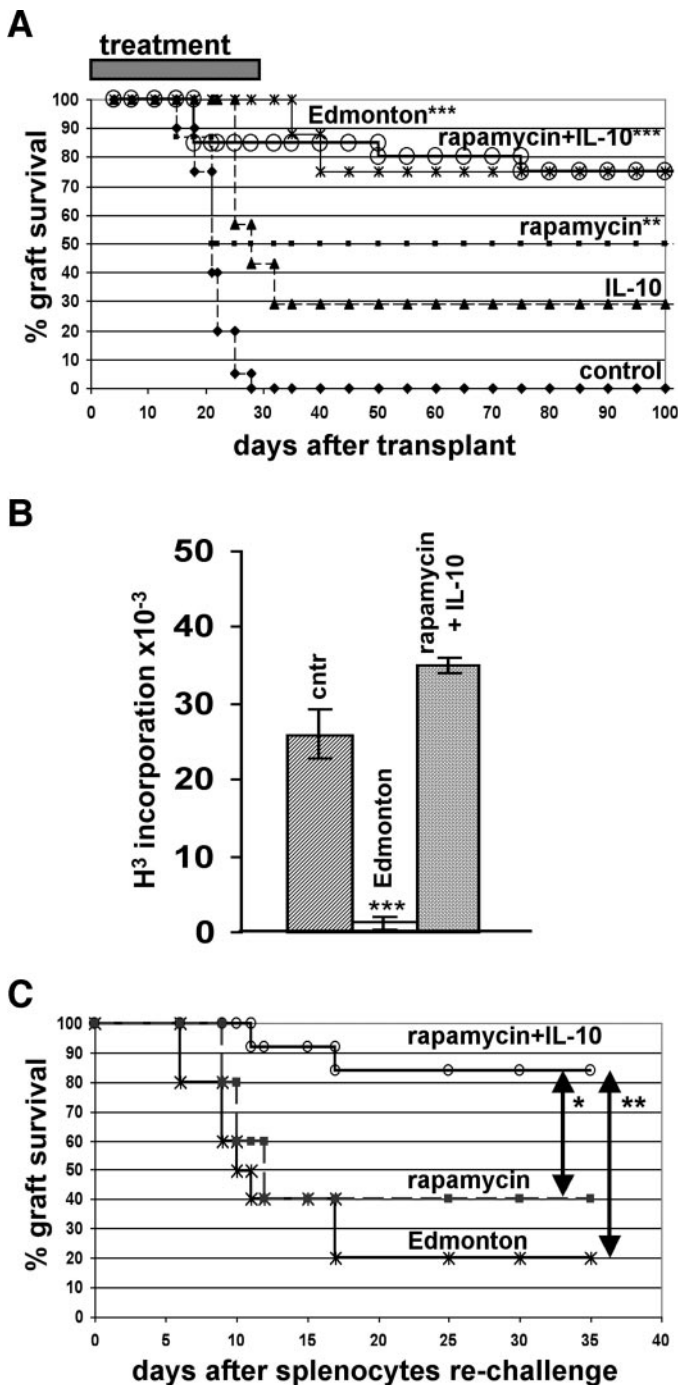 A
treatment
100
90
80
70
60
50
40
30
20
10
0
% graft survival
Edmonton***
rapamycin+IL-10***
rapamycin**
IL-10
control
0 10 20 30 40 50 60 70 80 90 100
days after transplant
B
50
40
30
20
10
0
H³ incorporation x10⁻³
cntr
Edmonton
***
rapamycin
+ IL-10
C
100
90
80
70
60
50
40
30
20
10
0
% graft survival
rapamycin+IL-10
* **
rapamycin
Edmonton
0 5 10 15 20 25 30 35 40
days after splenocytes re-challenge